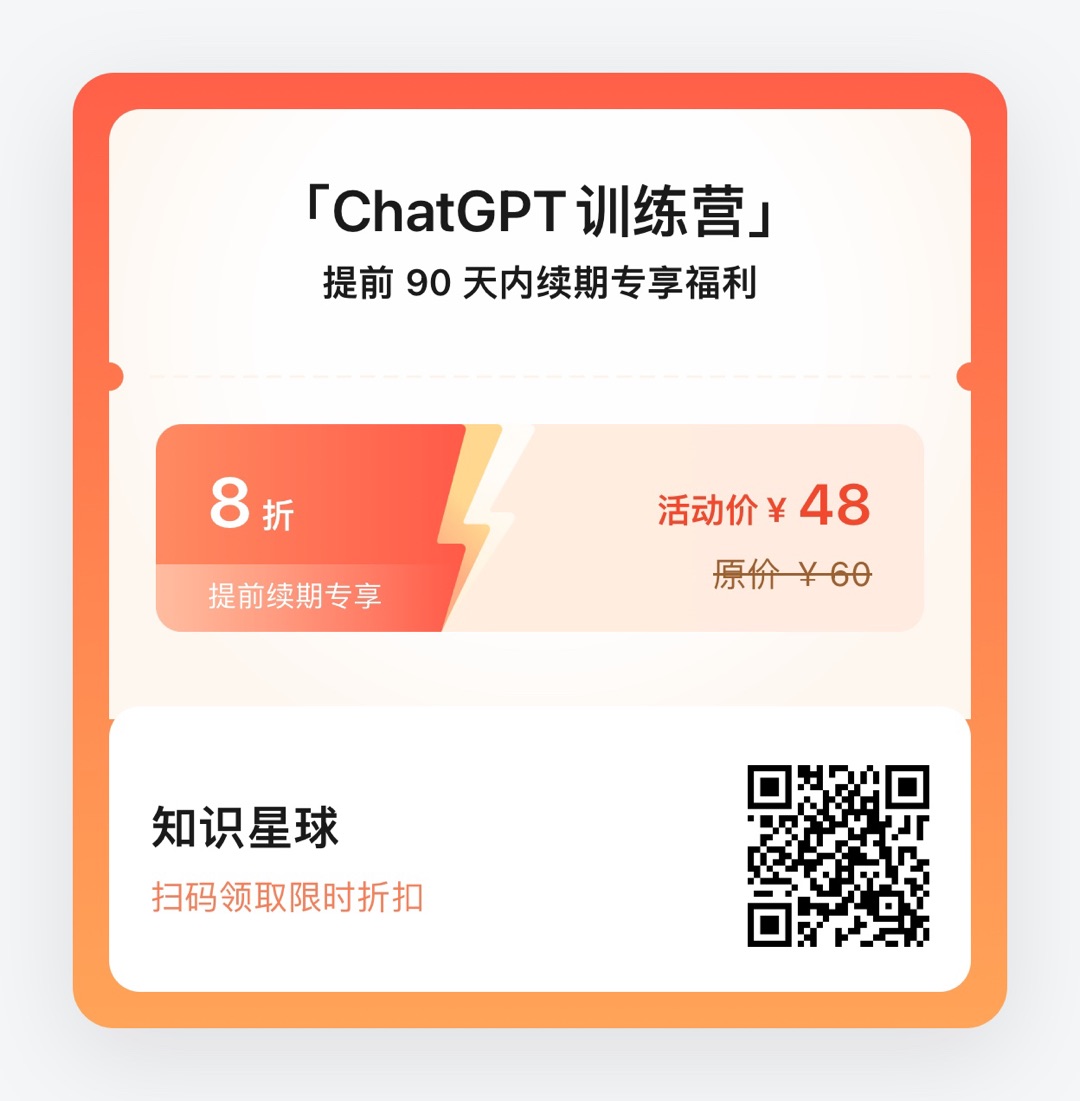 「ChatGPT 训练营」
提前 90 天内续期专享福利
8 折
提前续期专享
活动价 ¥ 48
原价 ¥ 60
知识星球
扫码领取限时折扣